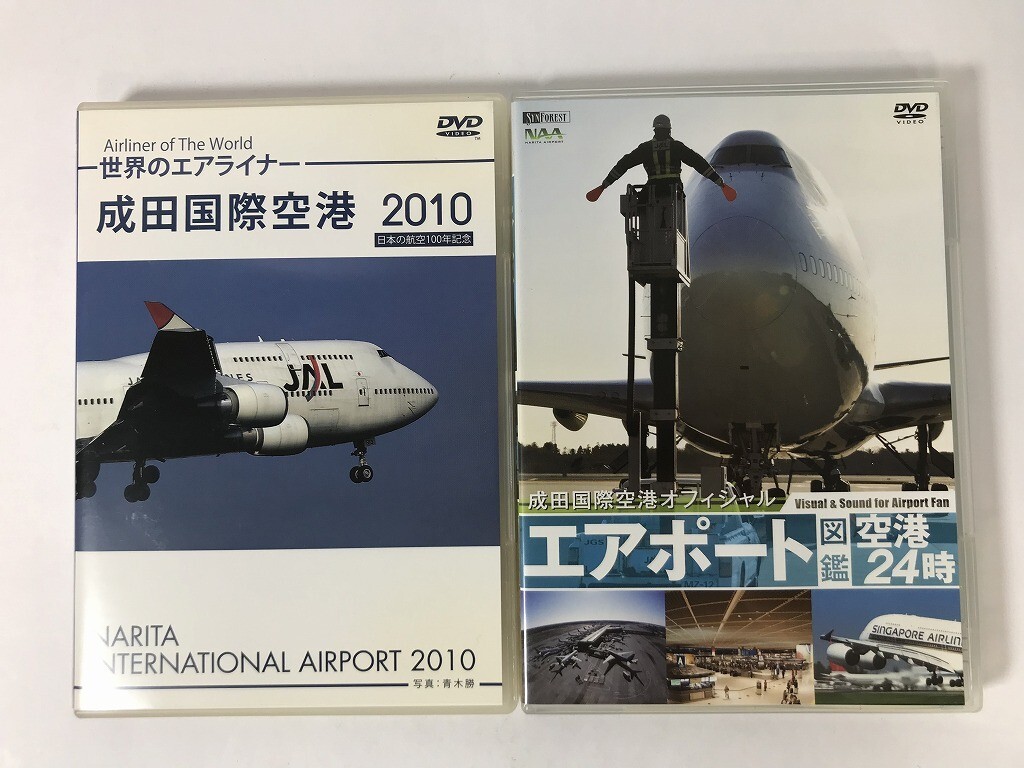 Airliner of The World
DVD
VIDEO
世界のエアライナー
成田国際空港 2010
日本の航空100年記念
JAL
NARITA
INTERNATIONAL AIRPORT 2010
写真：青木勝
SYNFOREST
NAA
NARITA AIRPORT
DVD
VIDEO
成田国際空港オフィシャル
Visual & Sound for Airport Fan
エアポート図鑑 空港24時
JGS
MZ-12
SINGAPORE AIRLIN